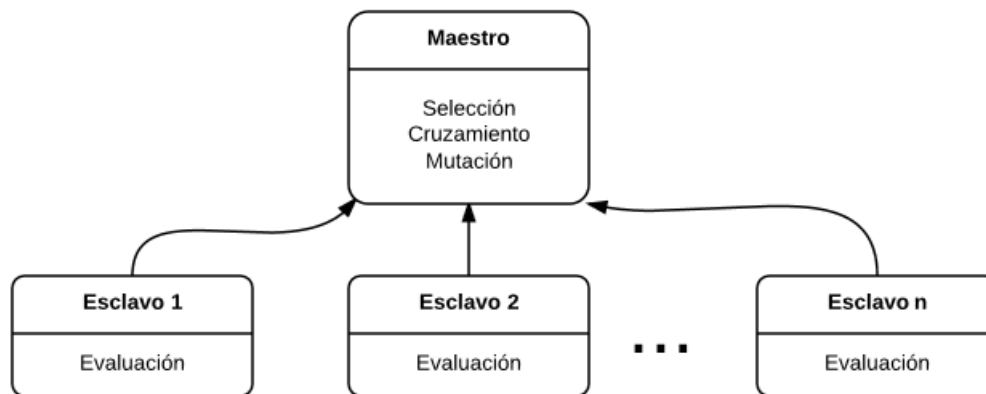 Maestro
Selección
Cruzamiento
Mutación
Esclavo 1
Evaluación
Esclavo 2
Evaluación
...
Esclavo n
Evaluación